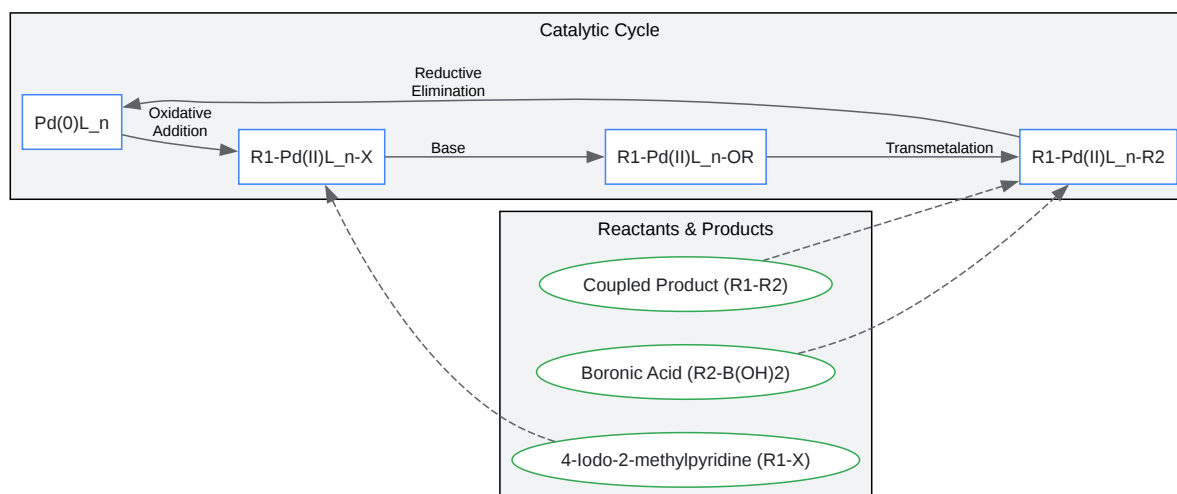 Catalytic Cycle
Reductive
Elimination
Pd(0)L_n
Oxidative
Addition
R1-Pd(II)L_n-X
Base
R1-Pd(II)L_n-OR
Transmetalation
R1-Pd(II)L_n-R2
Reactants & Products
Coupled Product (R1-R2)
Boronic Acid (R2-B(OH)2)
4-Iodo-2-methylpyridine (R1-X)